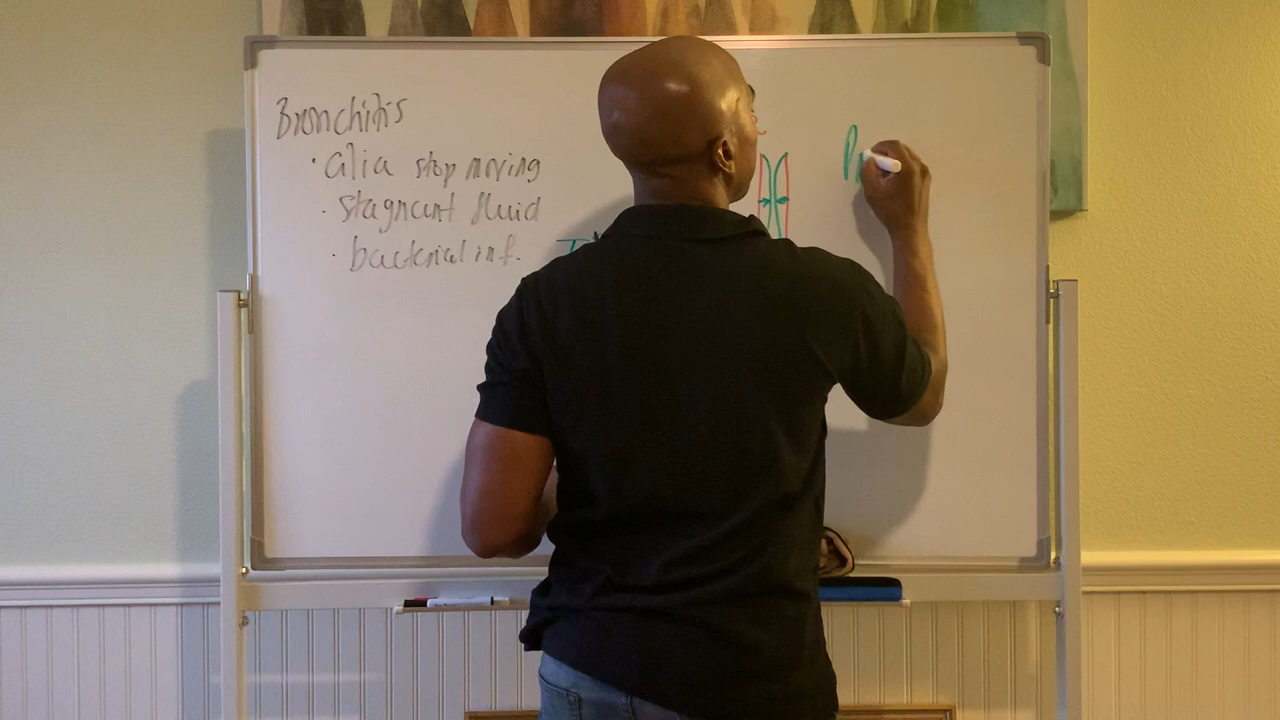 Bronchitis
· cilia stop moving
· stagnant fluid
· bacterial inf.